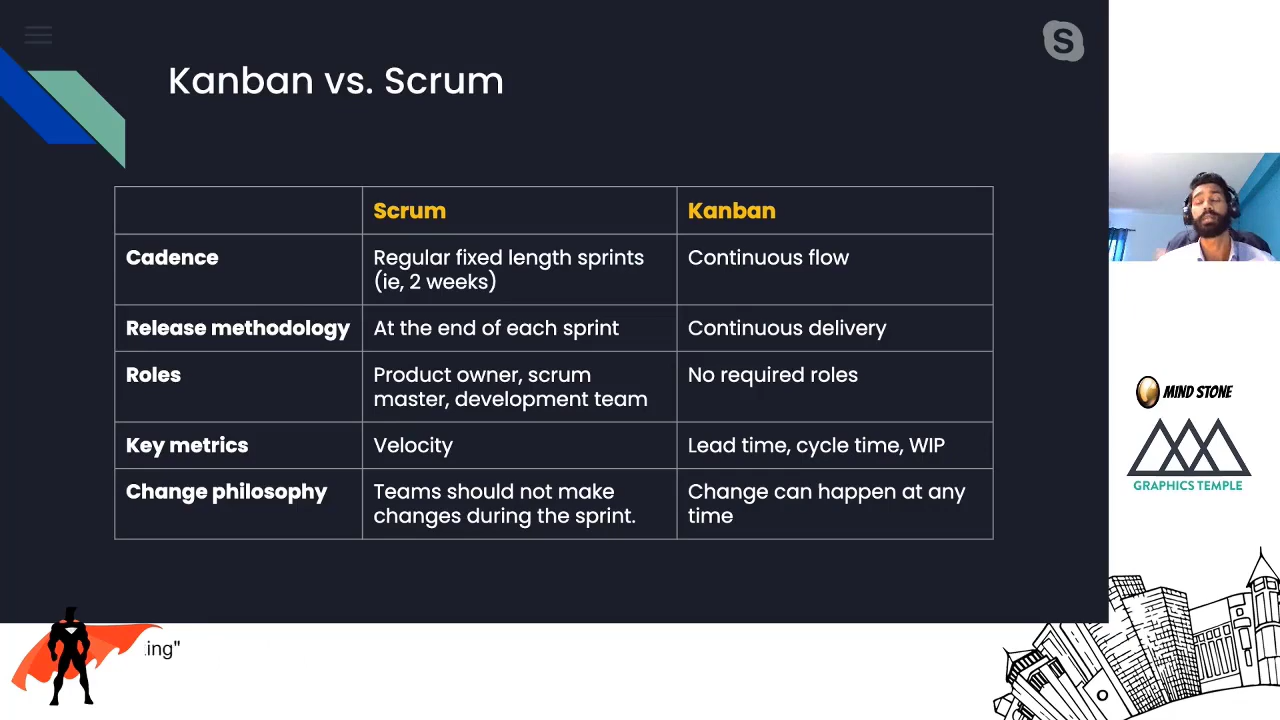 S
Kanban vs. Scrum
Scrum
Kanban
Cadence
Regular fixed length sprints
(ie, 2 weeks)
Continuous flow
Release methodology
At the end of each sprint
Continuous delivery
Roles
Product owner, scrum
master, development team
No required roles
Key metrics
Velocity
Lead time, cycle time, WIP
Change philosophy
Teams should not make
changes during the sprint.
Change can happen at any
time
MIND STONE
GRAPHICS TEMPLE
ing"